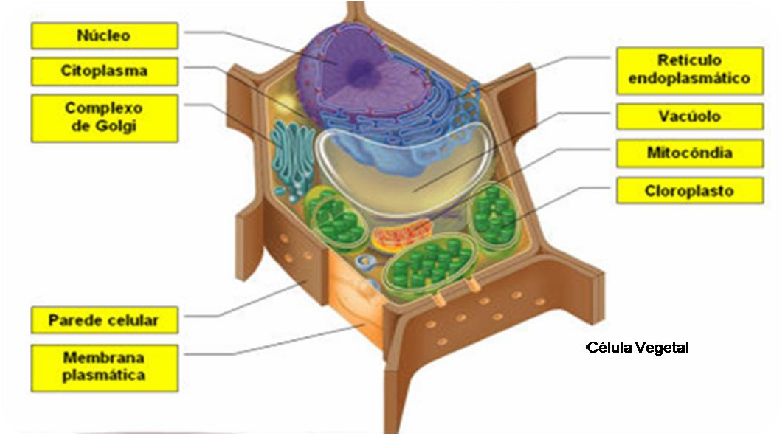 Núcleo
Citoplasma
Complexo
de Golgi
Parede celular
Membrana
plasmática
Retículo
endoplasmático
Vacúolo
Mitocôndia
Cloroplasto
Célula Vegetal